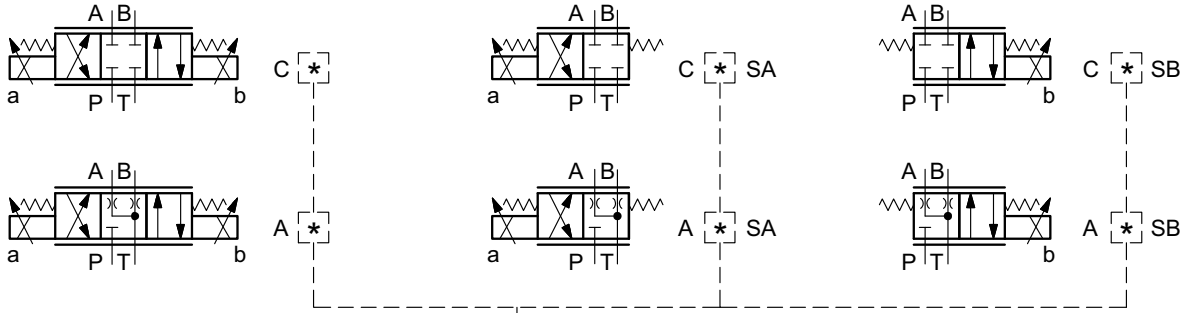 A B A B A B
C * C * SA C * SB
a P T a P T P T b
b
A B A B A B
A * A * SA A * SB
a P T b a P T P T b